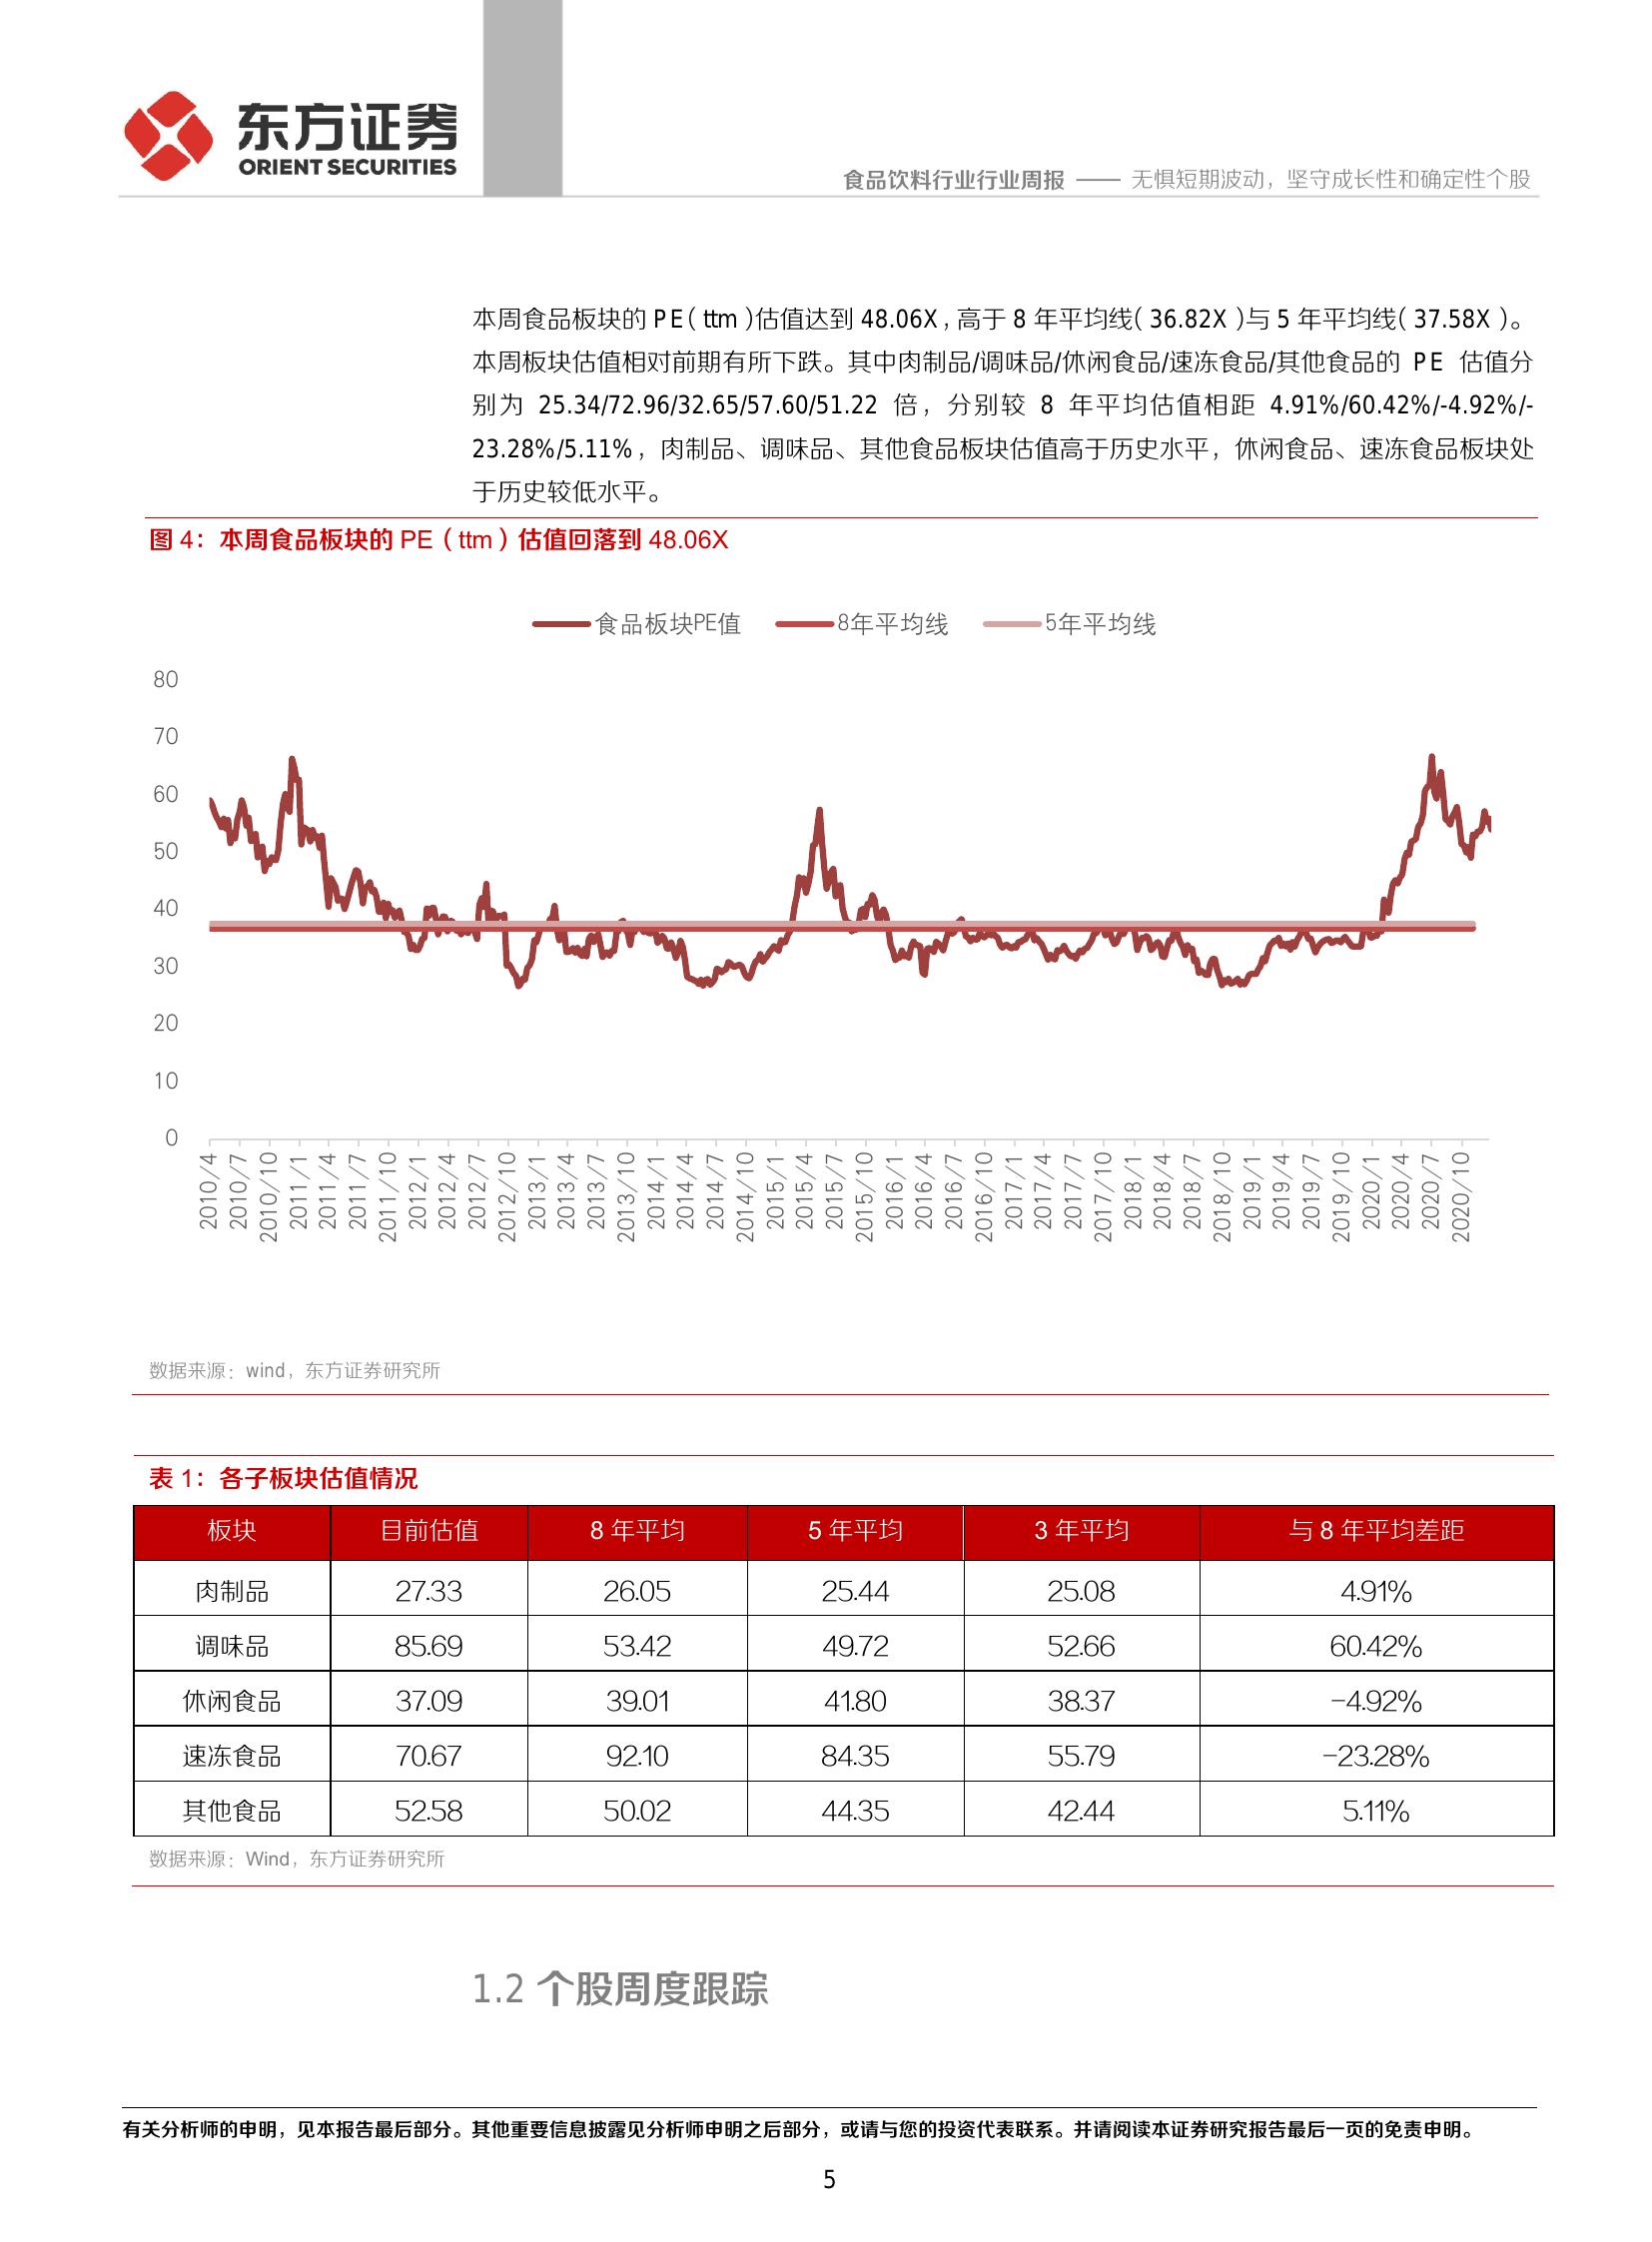 东方证券
ORIENT SECURITIES
食品饮料行业行业周报 —— 无惧短期波动，坚守成长性和确定性个股
本周食品板块的 PE（ttm）估值达到 48.06X，高于 8 年平均线（36.82X）与 5 年平均线（37.58X）。
本周板块估值相对前期有所下跌。其中肉制品/调味品/休闲食品/速冻食品/其他食品的 PE 估值分
别为 25.34/72.96/32.65/57.60/51.22 倍，分别较 8 年平均估值相距 4.91%/60.42%/-4.92%/-
23.28%/5.11%，肉制品、调味品、其他食品板块估值高于历史水平，休闲食品、速冻食品板块处
于历史较低水平。
图 4：本周食品板块的 PE（ttm）估值回落到 48.06X
食品板块PE值 8年平均线 5年平均线
80
70
60
50
40
30
20
10
0
2010/4 2010/7 2010/10 2011/1 2011/4 2011/7 2011/10 2012/1 2012/4 2012/7 2012/10 2013/1 2013/4 2013/7 2013/10 2014/1 2014/4 2014/7 2014/10 2015/1 2015/4 2015/7 2015/10 2016/1 2016/4 2016/7 2016/10 2017/1 2017/4 2017/7 2017/10 2018/1 2018/4 2018/7 2018/10 2019/1 2019/4 2019/7 2019/10 2020/1 2020/4 2020/7 2020/10
数据来源：wind，东方证券研究所
表 1：各子板块估值情况
板块 目前估值 8 年平均 5 年平均 3 年平均 与 8 年平均差距
肉制品 27.33 26.05 25.44 25.08 4.91%
调味品 85.69 53.42 49.72 52.66 60.42%
休闲食品 37.09 39.01 41.80 38.37 -4.92%
速冻食品 70.67 92.10 84.35 55.79 -23.28%
其他食品 52.58 50.02 44.35 42.44 5.11%
数据来源：Wind，东方证券研究所
1.2 个股周度跟踪
有关分析师的申明，见本报告最后部分。其他重要信息披露见分析师申明之后部分，或请与您的投资代表联系。并请阅读本证券研究报告最后一页的免责申明。
5